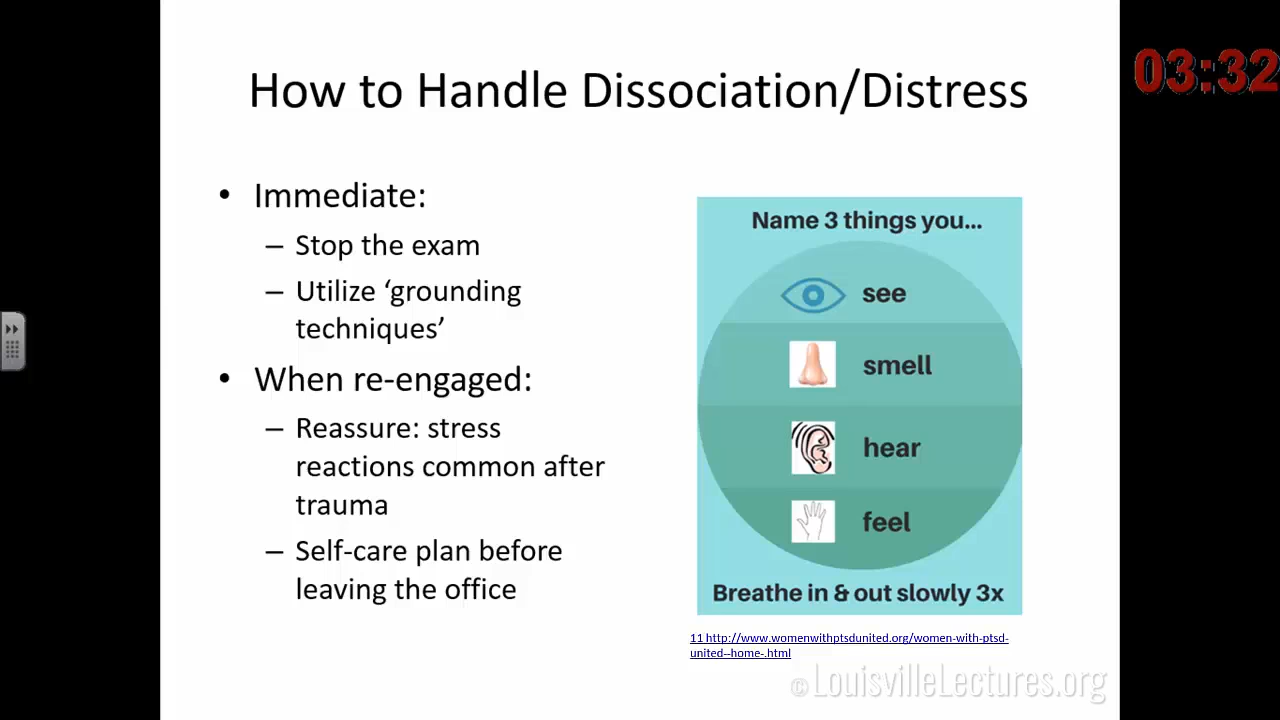 How to Handle Dissociation/Distress
03:32
• Immediate:
– Stop the exam
– Utilize ‘grounding
techniques’
• When re-engaged:
– Reassure: stress
reactions common after
trauma
– Self-care plan before
leaving the office
Name 3 things you...
see
smell
hear
feel
Breathe in & out slowly 3x
11 http://www.womenwithptsdunited.org/women-with-ptsd-
united--home-.html
©LouisvilleLectures.org